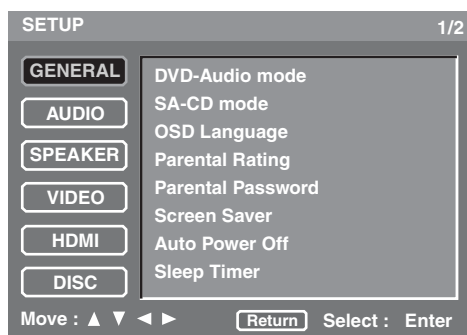 SETUP 1/2
GENERAL
AUDIO
SPEAKER
VIDEO
HDMI
DISC
DVD-Audio mode
SA-CD mode
OSD Language
Parental Rating
Parental Password
Screen Saver
Auto Power Off
Sleep Timer
Move : ▲ ▼ ◄ ► Return Select : Enter